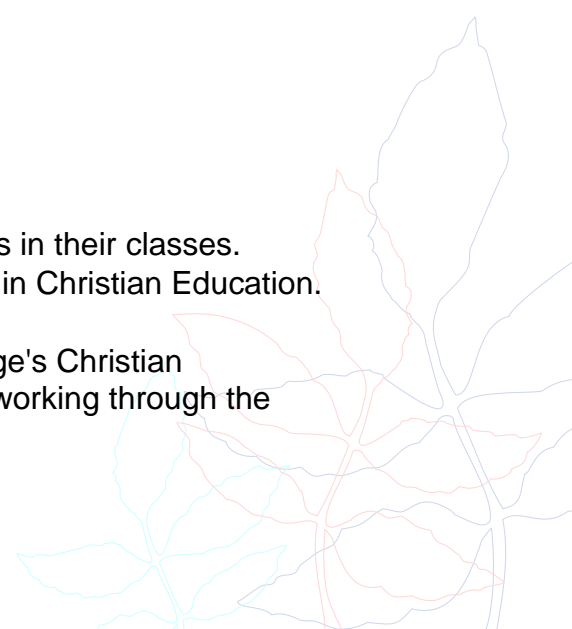 s in their classes.
in Christian Education.
ge's Christian
working through the